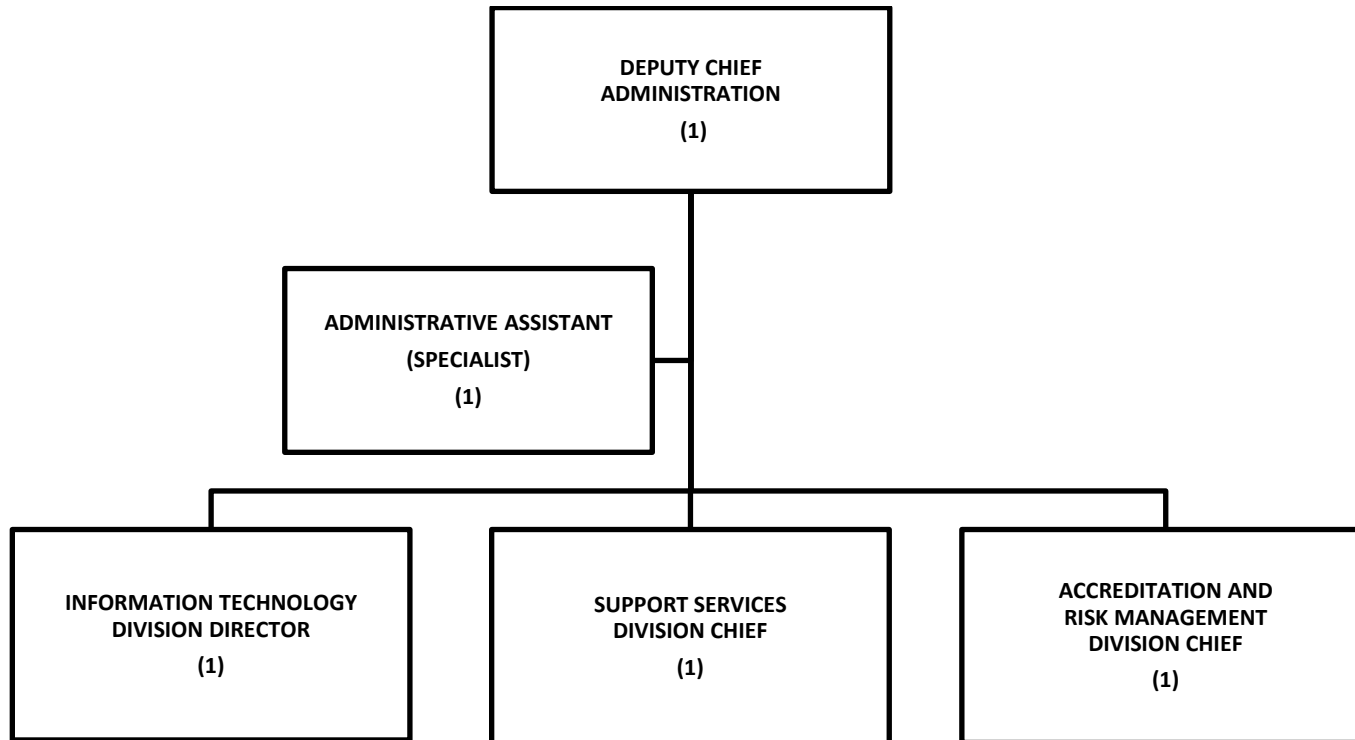 DEPUTY CHIEF
ADMINISTRATION
(1)
ADMINISTRATIVE ASSISTANT
(SPECIALIST)
(1)
INFORMATION TECHNOLOGY
DIVISION DIRECTOR
(1)
SUPPORT SERVICES
DIVISION CHIEF
(1)
ACCREDITATION AND
RISK MANAGEMENT
DIVISION CHIEF
(1)